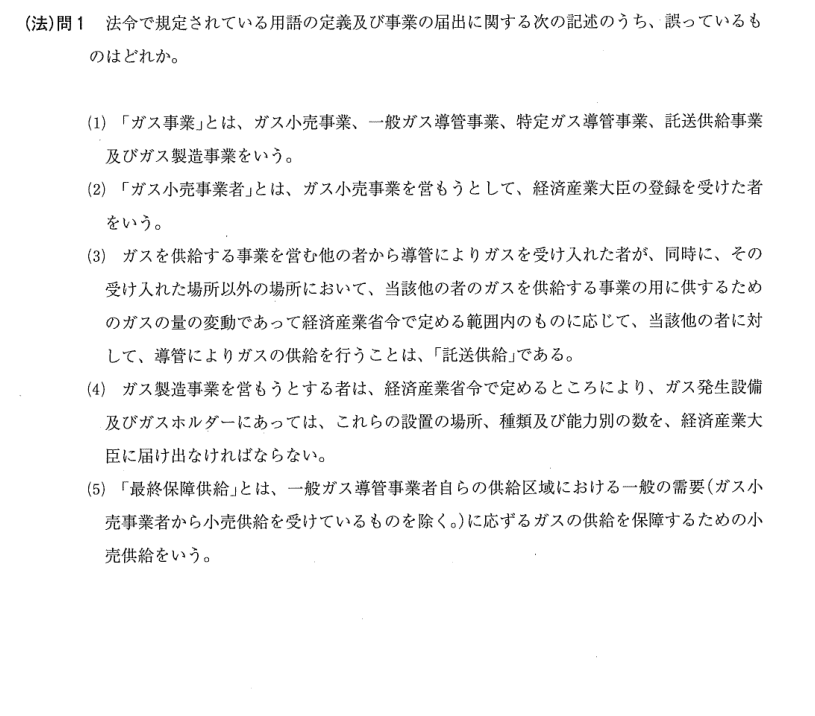 (法)問1　法令で規定されている用語の定義及び事業の届出に関する次の記述のうち、誤っているも
のはどれか。
(1) 「ガス事業」とは、ガス小売事業、一般ガス導管事業、特定ガス導管事業、託送供給事業
及びガス製造事業をいう。
(2) 「ガス小売事業者」とは、ガス小売事業を営もうとして、経済産業大臣の登録を受けた者
をいう。
(3)　ガスを供給する事業を営む他の者から導管によりガスを受け入れた者が、同時に、その
受け入れた場所以外の場所において、当該他の者のガスを供給する事業の用に供するため
のガスの量の変動であって経済産業省令で定める範囲内のものに応じて、当該他の者に対
して、導管によりガスの供給を行うことは、「託送供給」である。
(4)　ガス製造事業を営もうとする者は、経済産業省令で定めるところにより、ガス発生設備
及びガスホルダーにあっては、これらの設置の場所、種類及び能力別の数を、経済産業大
臣に届け出なければならない。
(5) 「最終保障供給」とは、一般ガス導管事業者自らの供給区域における一般の需要(ガス小
売事業者から小売供給を受けているものを除く。)に応ずるガスの供給を保障するための小
売供給をいう。